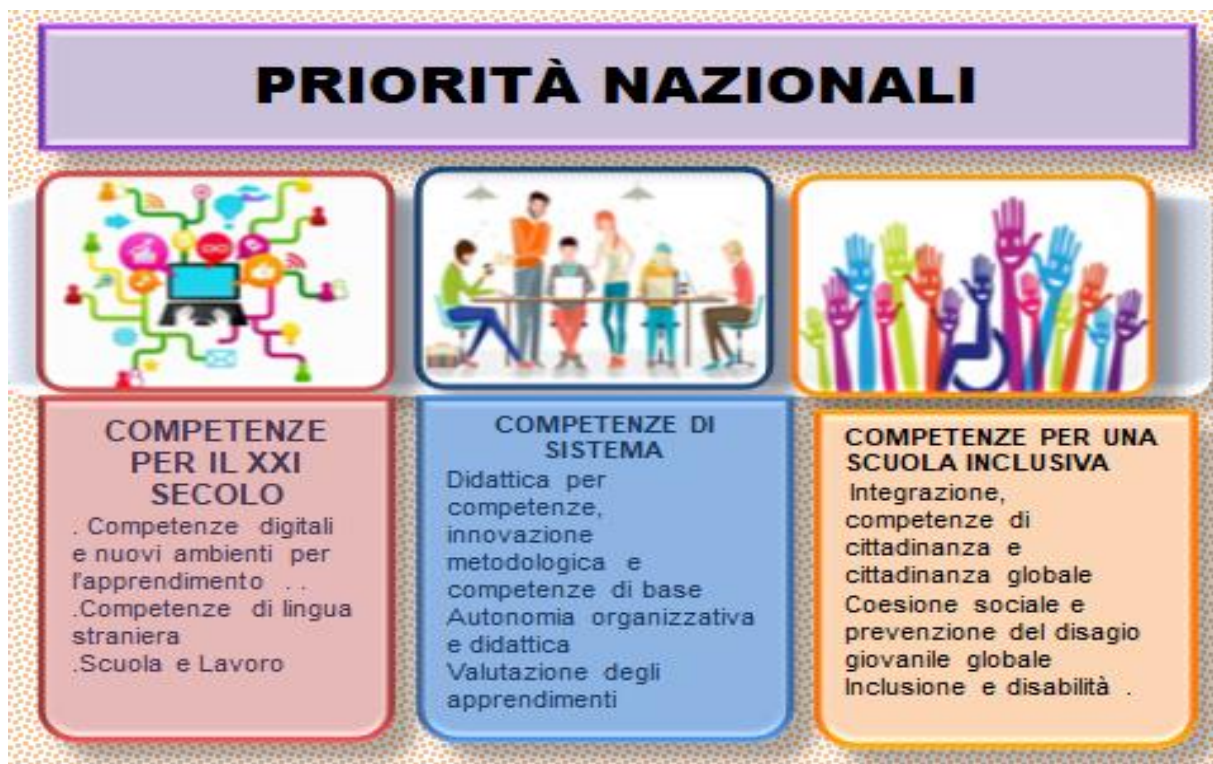 PRIORITÀ NAZIONALI
COMPETENZE
PER IL XXI
SECOLO
. Competenze digitali
e nuovi ambienti per
l'apprendimento . .
.Competenze di lingua
straniera
.Scuola e Lavoro
COMPETENZE DI
SISTEMA
Didattica per
competenze,
innovazione
metodologica e
competenze di base
Autonomia organizzativa
e didattica
Valutazione degli
apprendimenti
COMPETENZE PER UNA
SCUOLA INCLUSIVA
Integrazione,
competenze di
cittadinanza e
cittadinanza globale
Coesione sociale e
prevenzione del disagio
giovanile globale
Inclusione e disabilità .